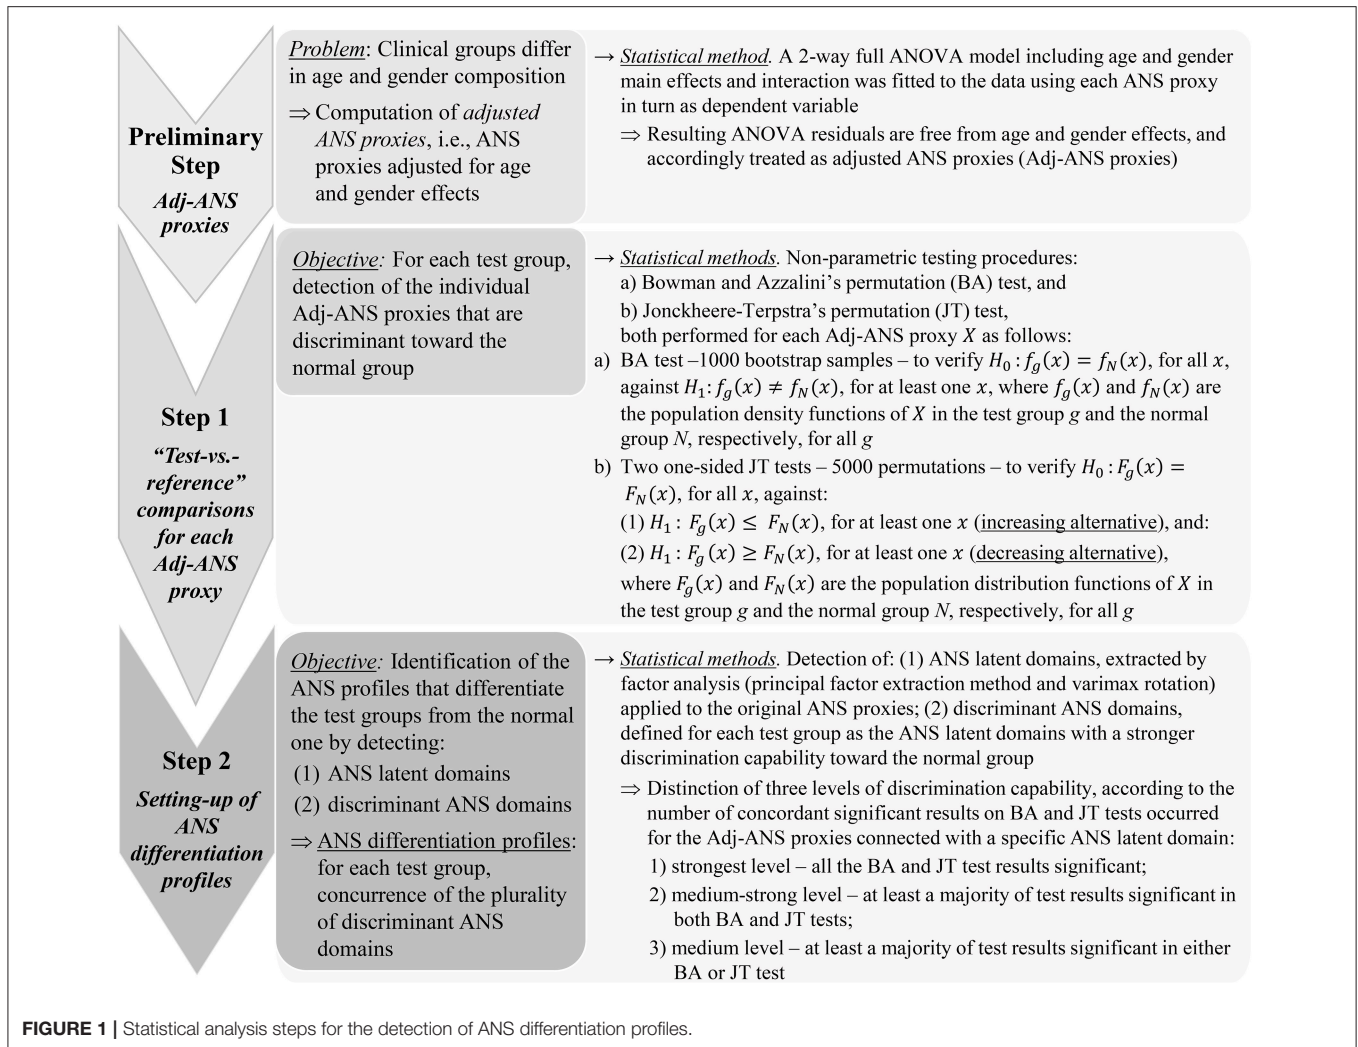 Preliminary
Step
Adj-ANS
proxies
Problem: Clinical groups differ
in age and gender composition
⇒ Computation of adjusted
ANS proxies, i.e., ANS
proxies adjusted for age
and gender effects
→ Statistical method. A 2-way full ANOVA model including age and gender
main effects and interaction was fitted to the data using each ANS proxy
in turn as dependent variable
⇒ Resulting ANOVA residuals are free from age and gender effects, and
accordingly treated as adjusted ANS proxies (Adj-ANS proxies)
Step 1
“Test-vs.-
reference”
comparisons
for each
Adj-ANS
proxy
Objective: For each test group,
detection of the individual
Adj-ANS proxies that are
discriminant toward the
normal group
→ Statistical methods. Non-parametric testing procedures:
a) Bowman and Azzalini’s permutation (BA) test, and
b) Jonckheere-Terpstra’s permutation (JT) test,
both performed for each Adj-ANS proxy X as follows:
a) BA test –1000 bootstrap samples – to verify H₀ : f_g(x) = f_N(x), for all x,
against H₁: f_g(x) ≠ f_N(x), for at least one x, where f_g(x) and f_N(x) are
the population density functions of X in the test group g and the normal
group N, respectively, for all g
b) Two one-sided JT tests – 5000 permutations – to verify H₀ : F_g(x) =
F_N(x), for all x, against:
(1) H₁ : F_g(x) ≤ F_N(x), for at least one x (increasing alternative), and:
(2) H₁ : F_g(x) ≥ F_N(x), for at least one x (decreasing alternative),
where F_g(x) and F_N(x) are the population distribution functions of X in
the test group g and the normal group N, respectively, for all g
Step 2
Setting-up of
ANS
differentiation
profiles
Objective: Identification of the
ANS profiles that differentiate
the test groups from the normal
one by detecting:
(1) ANS latent domains
(2) discriminant ANS domains
⇒ ANS differentiation profiles:
for each test group,
concurrence of the plurality
of discriminant ANS
domains
→ Statistical methods. Detection of: (1) ANS latent domains, extracted by
factor analysis (principal factor extraction method and varimax rotation)
applied to the original ANS proxies; (2) discriminant ANS domains,
defined for each test group as the ANS latent domains with a stronger
discrimination capability toward the normal group
⇒ Distinction of three levels of discrimination capability, according to the
number of concordant significant results on BA and JT tests occurred
for the Adj-ANS proxies connected with a specific ANS latent domain:
1) strongest level – all the BA and JT test results significant;
2) medium-strong level – at least a majority of test results significant in
both BA and JT tests;
3) medium level – at least a majority of test results significant in either
BA or JT test
FIGURE 1 | Statistical analysis steps for the detection of ANS differentiation profiles.